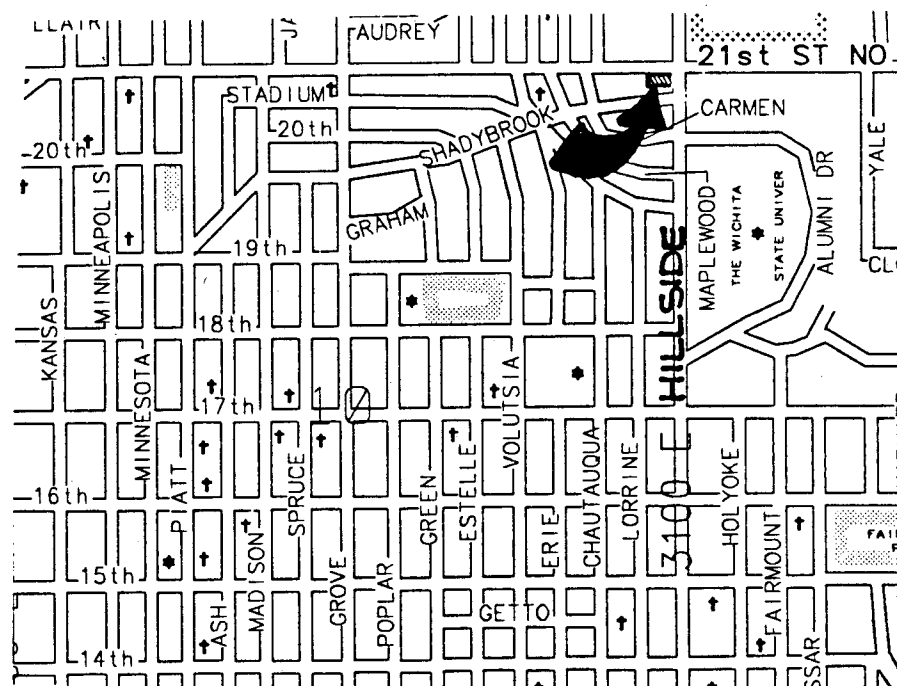 AUDREY
21st ST NO
STADIUM
20th
SHADYBROOK
CARMEN
YALE
20th
MINNEAPOLIS
GRAHAM
19th
MAPLEWOOD
THE WICHITA
STATE UNIVER
ALUMNI DR
HILLSIDE
KANSAS
18th
MINNESOTA
17th
10
VOLUTSIA
16th
PIATT
SPRUCE
GREEN
ESTELLE
ERIE
CHAUTAUQUA
LORRINE
3100 E
HOLYOKE
FAIRMOUNT
15th
ASH
MADISON
GROVE
POPLAR
GETTO
14th